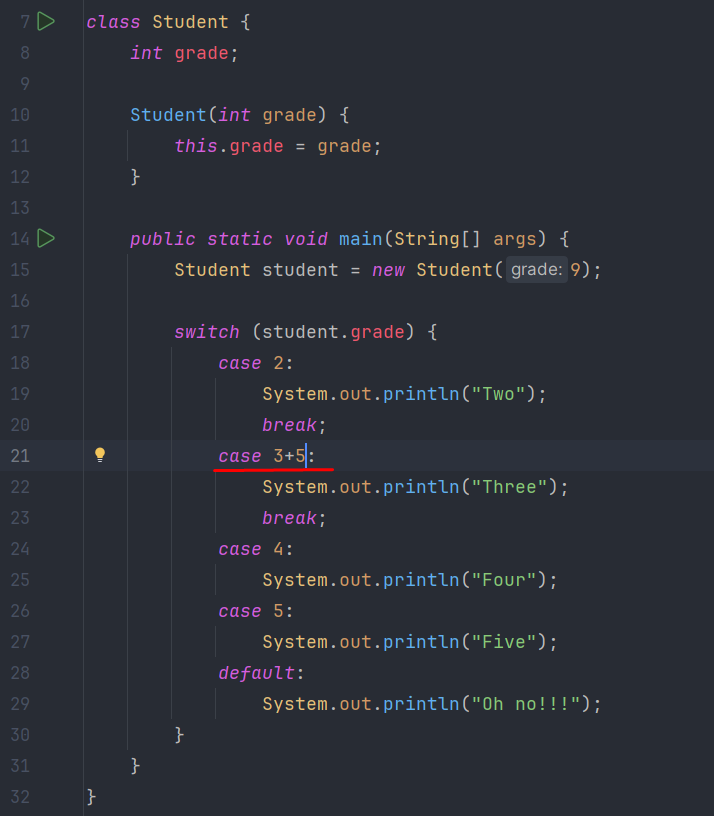 7 class Student {
8     int grade;
9
10     Student(int grade) {
11         this.grade = grade;
12     }
13
14     public static void main(String[] args) {
15         Student student = new Student( grade: 9);
16
17         switch (student.grade) {
18             case 2:
19                 System.out.println("Two");
20                 break;
21             case 3+5:
22                 System.out.println("Three");
23                 break;
24             case 4:
25                 System.out.println("Four");
26             case 5:
27                 System.out.println("Five");
28             default:
29                 System.out.println("Oh no!!!");
30         }
31     }
32 }